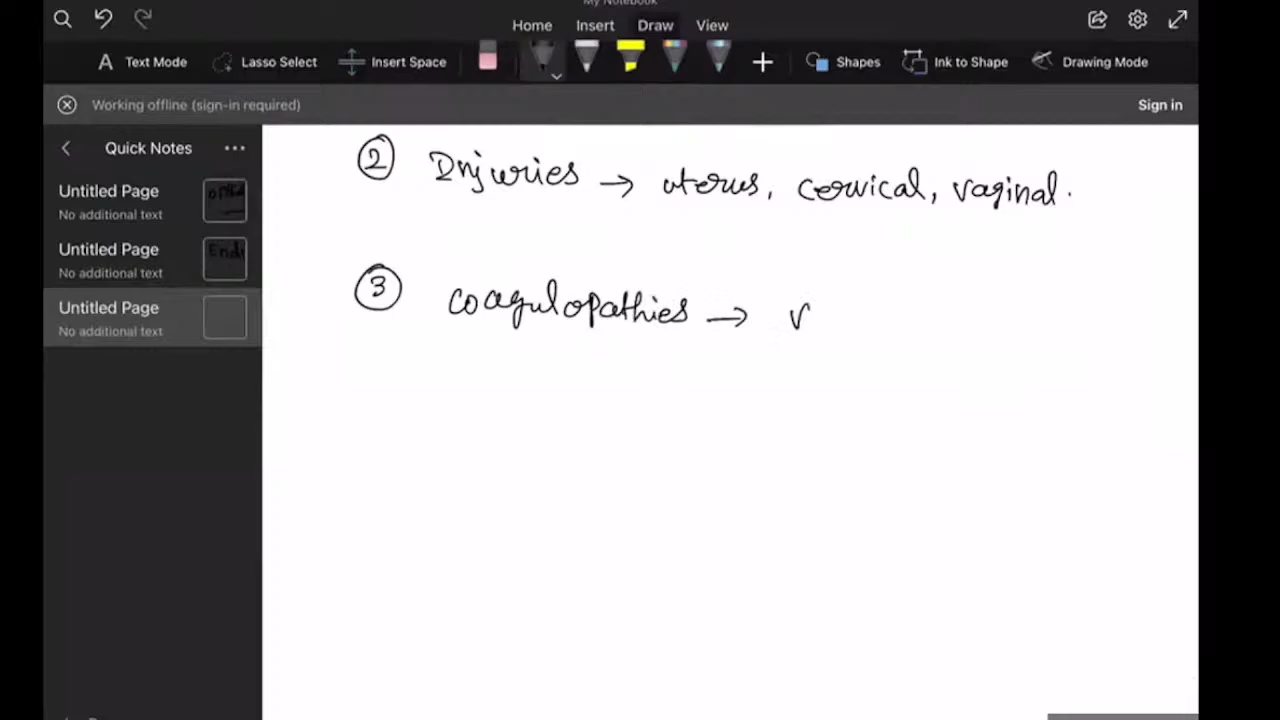 My Notebook
Home Insert Draw View
Text Mode Lasso Select Insert Space Shapes Ink to Shape Drawing Mode
Working offline (sign-in required) Sign in
Quick Notes
Untitled Page
No additional text
Untitled Page
No additional text
Untitled Page
No additional text
② Injuries → uterus, cervical, vaginal.
③ coagulopathies → v